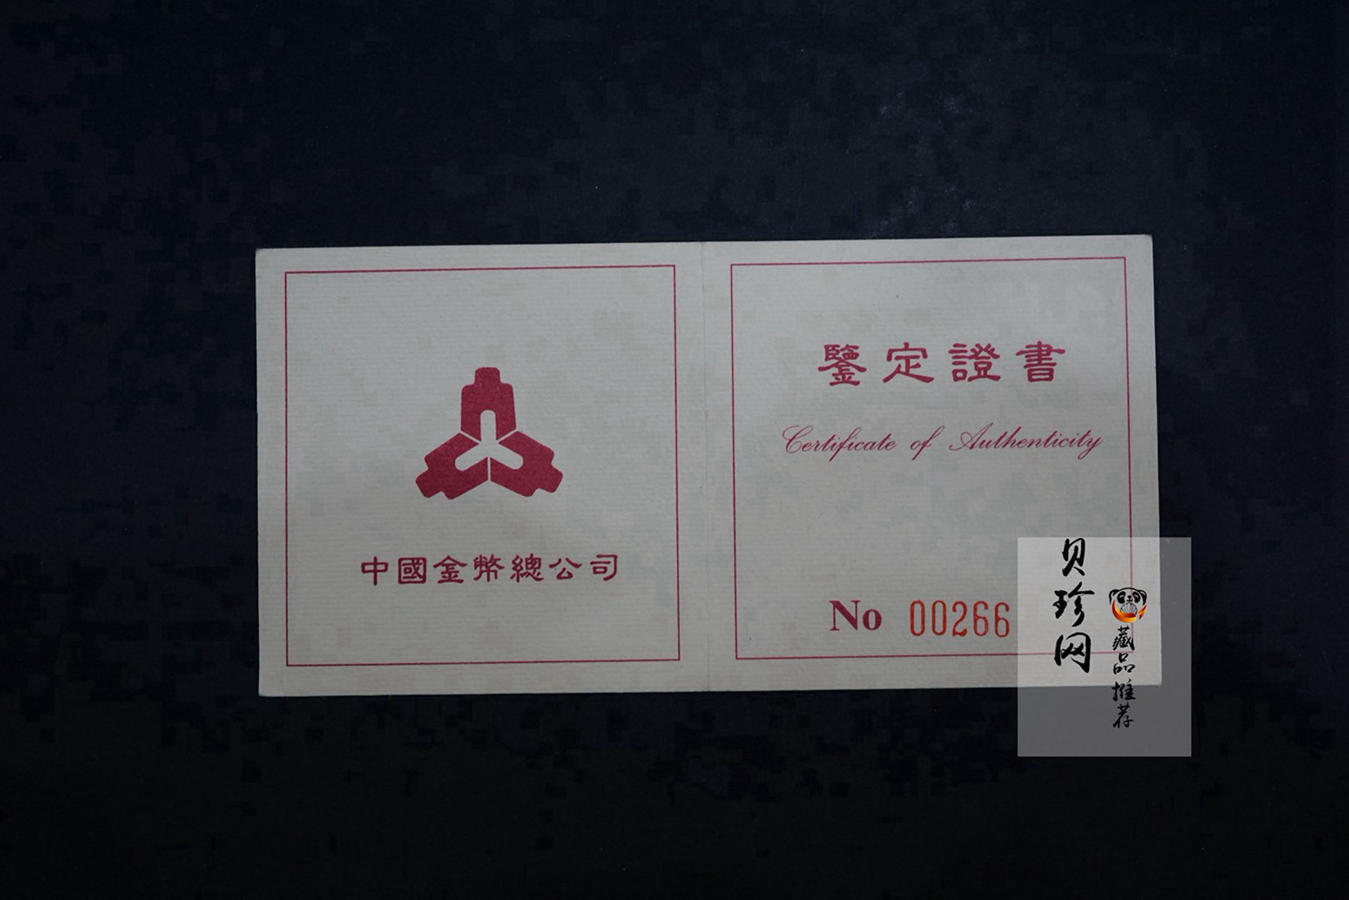 中國金幣總公司
鑒定證書
Certificate of Authenticity
No 00266
贝珍网
藏品推荐